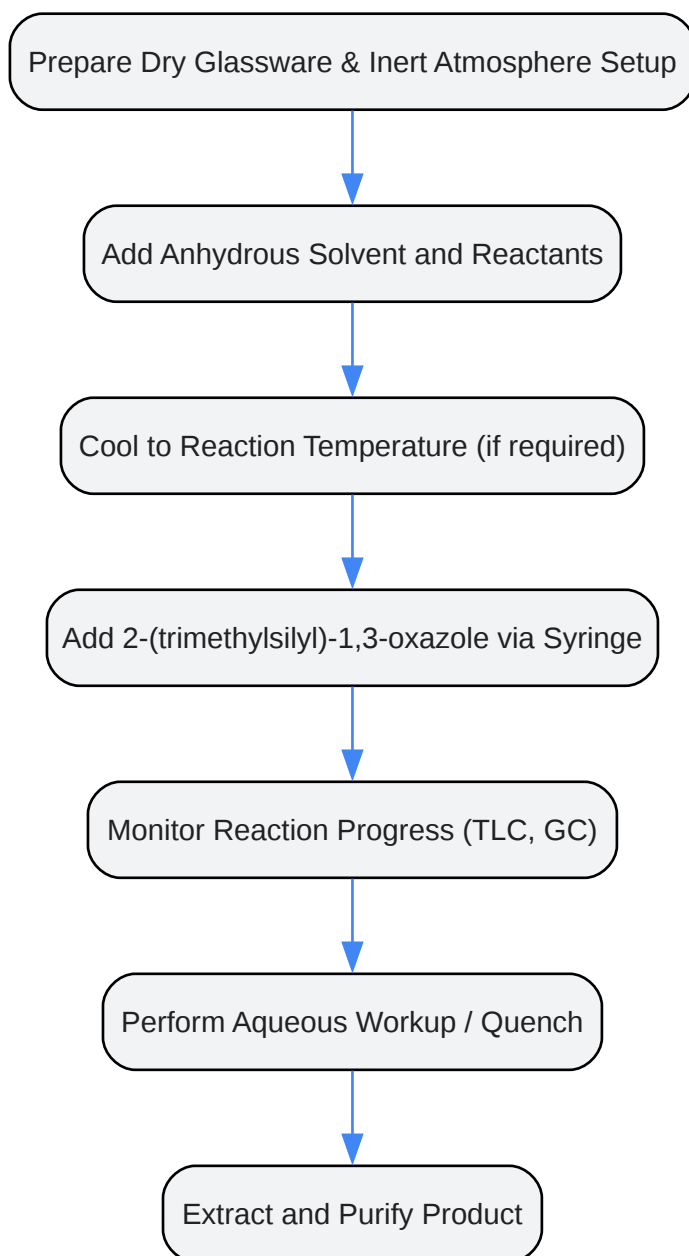 Prepare Dry Glassware & Inert Atmosphere Setup
Add Anhydrous Solvent and Reactants
Cool to Reaction Temperature (if required)
Add 2-(trimethylsilyl)-1,3-oxazole via Syringe
Monitor Reaction Progress (TLC, GC)
Perform Aqueous Workup / Quench
Extract and Purify Product